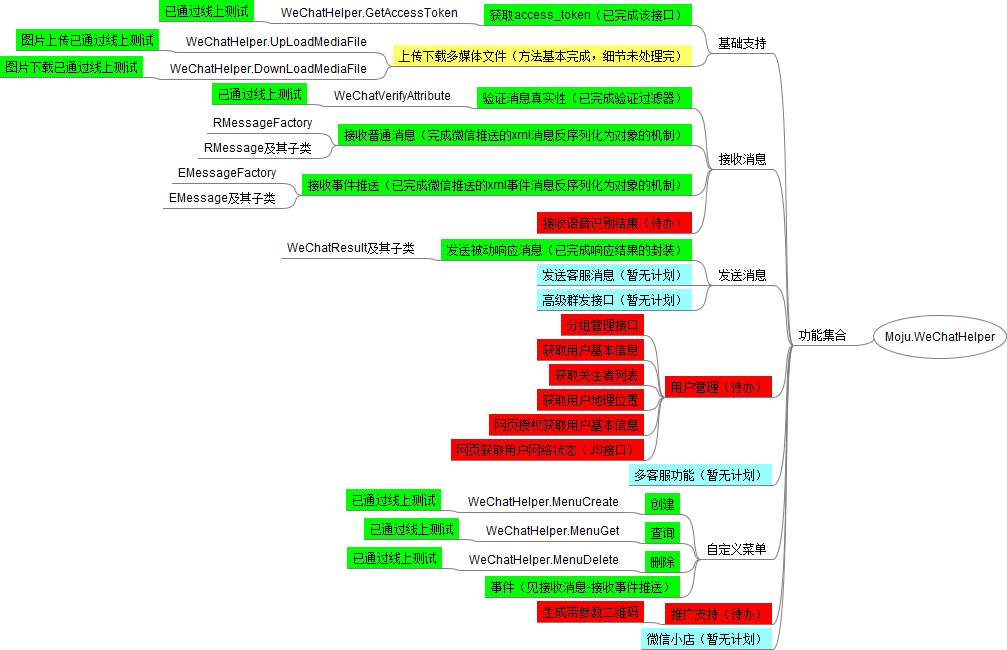 已通过线上测试
WeChatHelper.GetAccessToken
获取access_token（已完成该接口）
图片上传已通过线上测试
WeChatHelper.UpLoadMediaFile
基础支持
上传下载多媒体文件（方法基本完成，细节未处理完）
图片下载已通过线上测试
WeChatHelper.DownLoadMediaFile
已通过线上测试
WeChatVerifyAttribute
验证消息真实性（已完成验证过滤器）
RMessageFactory
接收普通消息（完成微信推送的xml消息反序列化为对象的机制）
RMessage及其子类
接收消息
EMessageFactory
接收事件推送（已完成微信推送的xml事件消息反序列化为对象的机制）
EMessage及其子类
接收语音识别结果（待办）
WeChatResult及其子类
发送被动响应消息（已完成响应结果的封装）
发送客服消息（暂无计划）
发送消息
高级群发接口（暂无计划）
分组管理接口
功能集合
Moju.WeChatHelper
获取用户基本信息
获取关注者列表
用户管理（待办）
获取用户地理位置
网页授权获取用户基本信息
网页获取用户网络状态（JS接口）
多客服功能（暂无计划）
已通过线上测试
WeChatHelper.MenuCreate
创建
已通过线上测试
WeChatHelper.MenuGet
查询
自定义菜单
已通过线上测试
WeChatHelper.MenuDelete
删除
事件（见接收消息-接收事件推送）
生成带参数二维码
推广支持（待办）
微信小店（暂无计划）